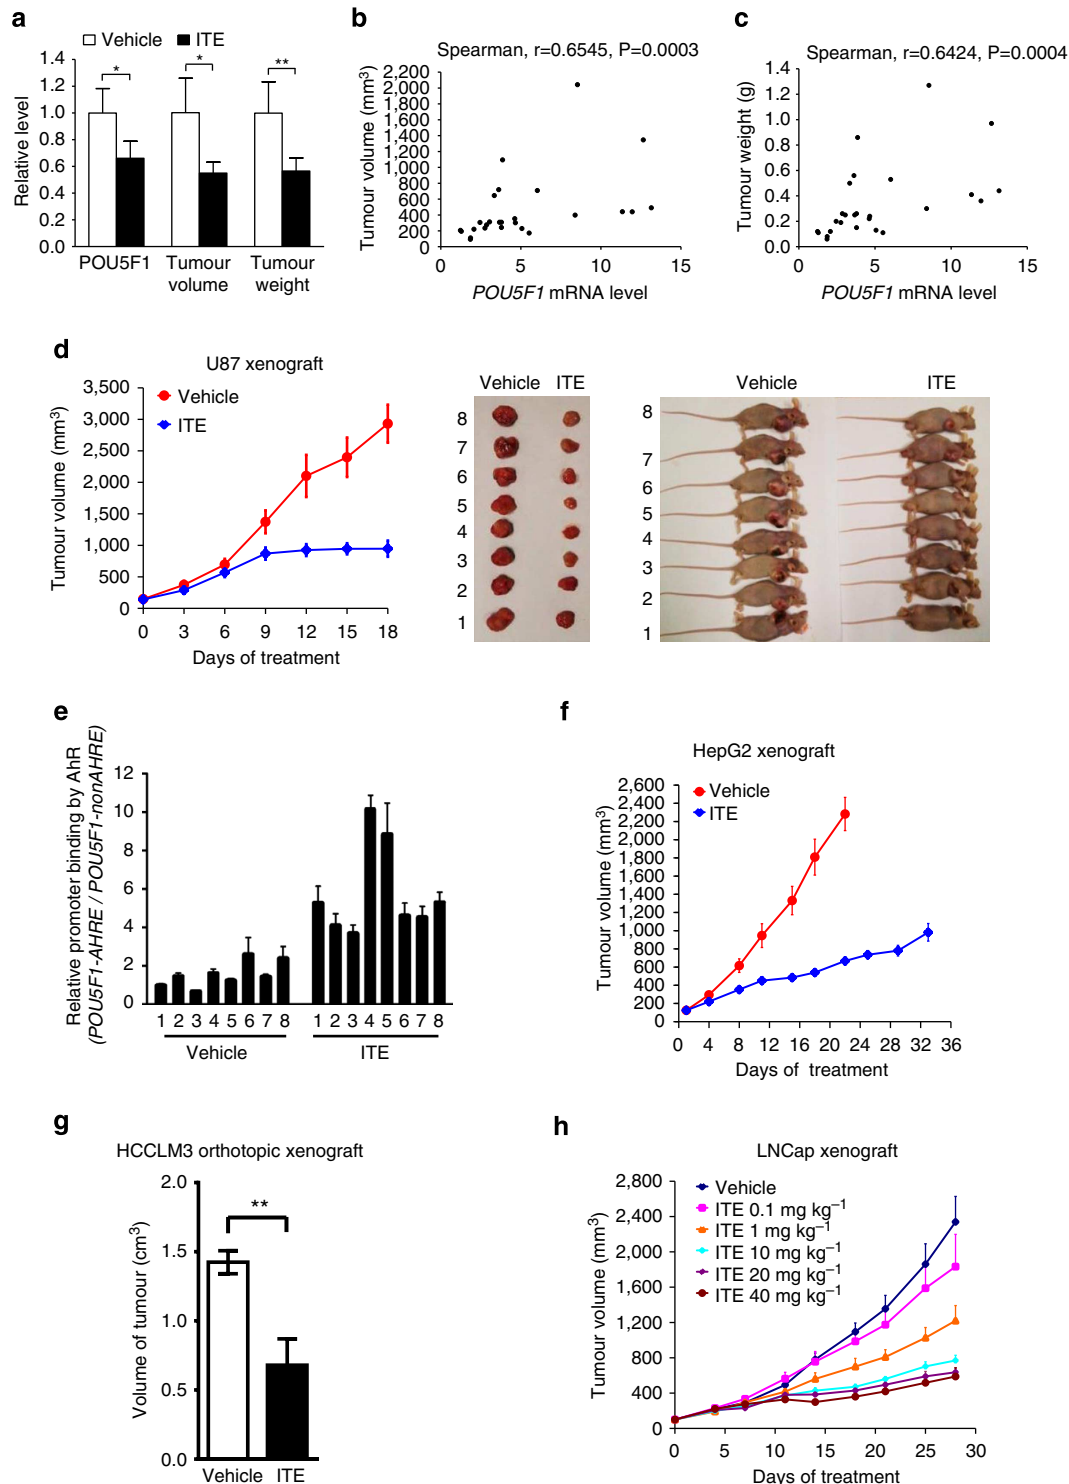 a
Vehicle ITE
1.4
1.2
1.0
0.8
0.6
0.4
0.2
0.0
Relative level
* * **
POU5F1 Tumour volume Tumour weight
b
Spearman, r=0.6545, P=0.0003
2,200
2,000
1,800
1,600
1,400
1,200
1,000
800
600
400
200
0
Tumour volume (mm³)
0 5 10 15
POU5F1 mRNA level
c
Spearman, r=0.6424, P=0.0004
1.4
1.2
1.0
0.8
0.6
0.4
0.2
0.0
Tumour weight (g)
0 5 10 15
POU5F1 mRNA level
d
U87 xenograft
Vehicle
ITE
3,500
3,000
2,500
2,000
1,500
1,000
500
0
Tumour volume (mm³)
0 3 6 9 12 15 18
Days of treatment
Vehicle ITE
8
7
6
5
4
3
2
1
Vehicle ITE
8
7
6
5
4
3
2
1
e
Relative promoter binding by AhR
(POU5F1-AHRE / POU5F1-nonAHRE)
12
10
8
6
4
2
0
1 2 3 4 5 6 7 8 1 2 3 4 5 6 7 8
Vehicle ITE
f
HepG2 xenograft
Vehicle
ITE
2,600
2,400
2,200
2,000
1,800
1,600
1,400
1,200
1,000
800
600
400
200
0
Tumour volume (mm³)
0 4 8 12 16 20 24 28 32 36
Days of treatment
g
HCCLM3 orthotopic xenograft
2.0
1.5
1.0
0.5
0.0
Volume of tumour (cm³)
**
Vehicle ITE
h
LNCap xenograft
Vehicle
ITE 0.1 mg kg⁻¹
ITE 1 mg kg⁻¹
ITE 10 mg kg⁻¹
ITE 20 mg kg⁻¹
ITE 40 mg kg⁻¹
2,800
2,400
2,000
1,600
1,200
800
400
0
Tumour volume (mm³)
0 5 10 15 20 25 30
Days of treatment